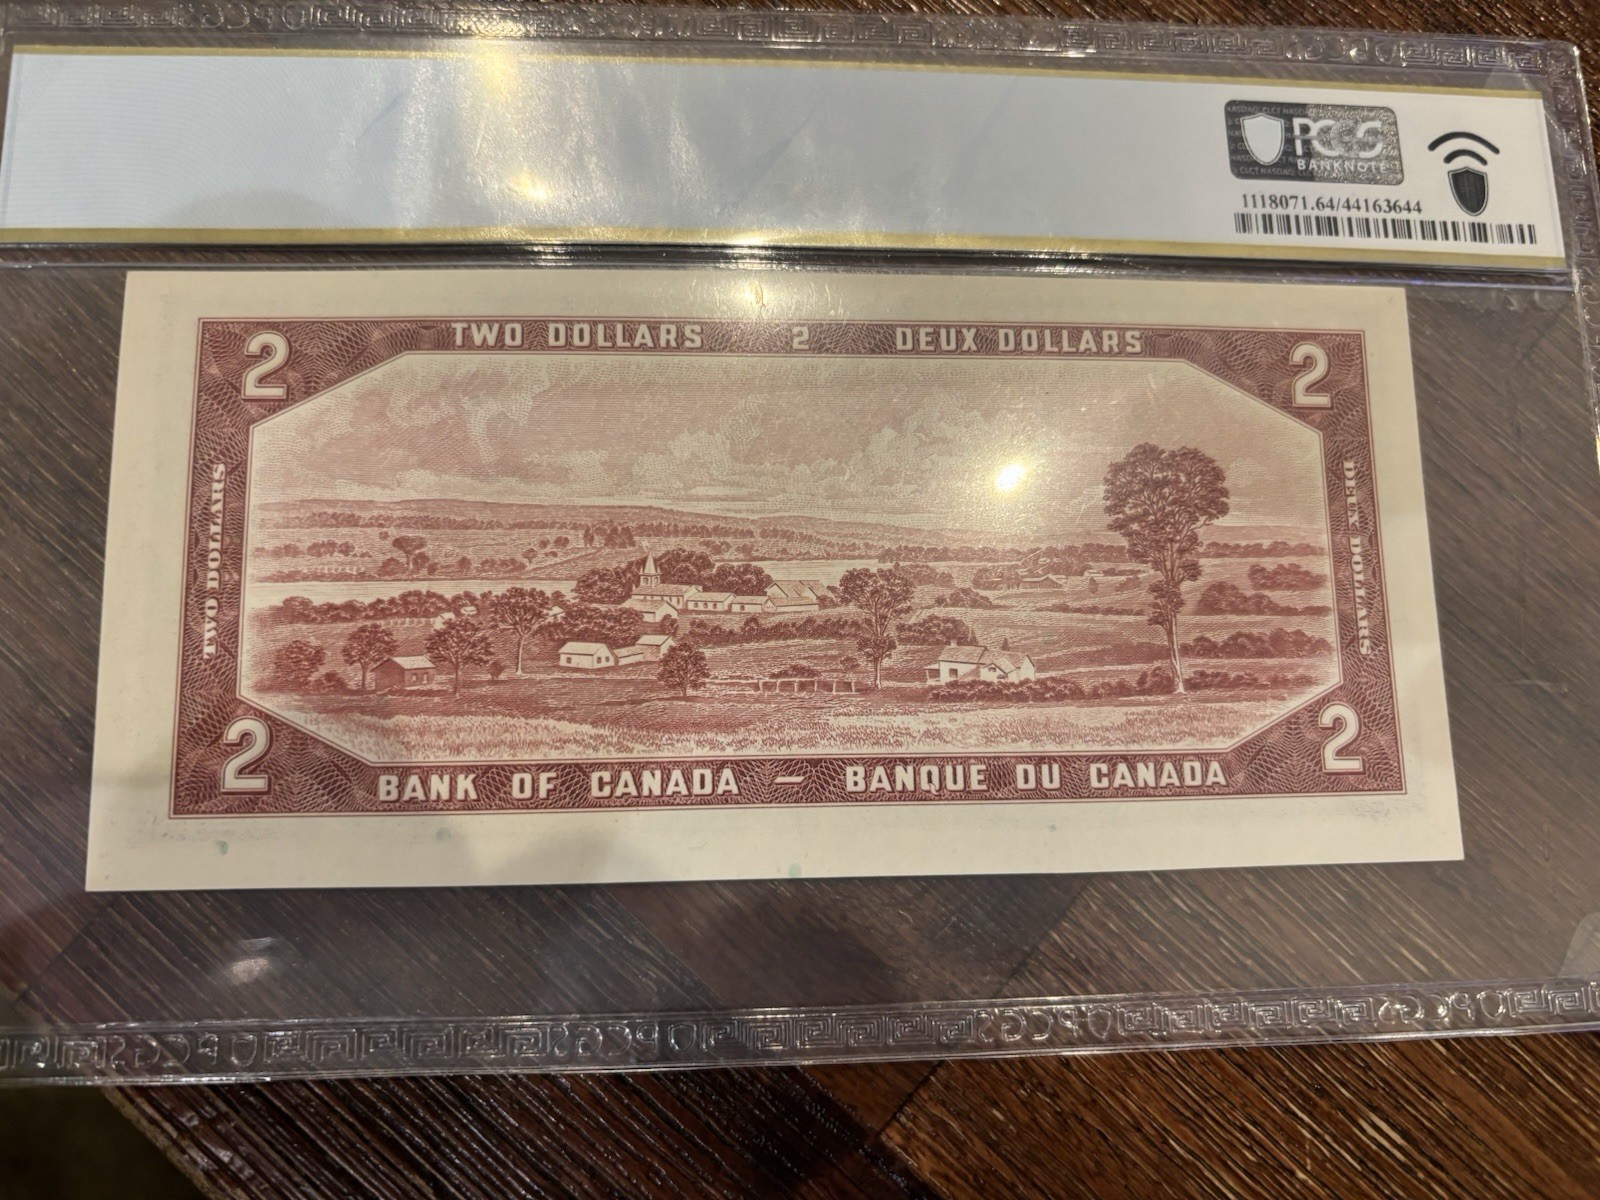 PCGS
BANKNOTE
1118071.64/44163644
2 TWO DOLLARS 2 DEUX DOLLARS 2
TWO DOLLARS
DEUX DOLLARS
2 BANK OF CANADA — BANQUE DU CANADA 2